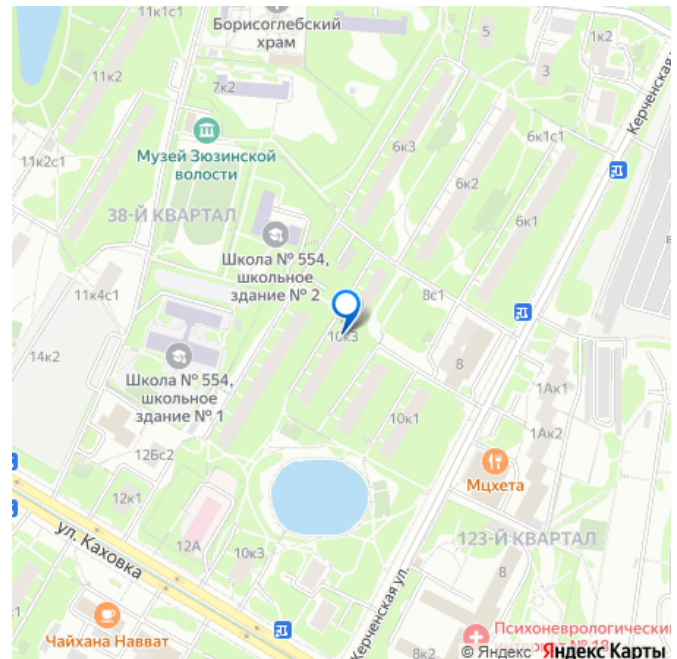 11к1с1
Борисоглебский
храм
5
1к2
3
Керченская ул.
11к2
7к2
6к3
6к1с1
Музей Зюзинской
волости
11к2с1
6к2
38-Й КВАРТАЛ
6к1
Школа № 554,
школьное
здание № 2
11к4с1
8с1
10к3
14к2
8
Школа № 554,
школьное
здание № 1
1Ак1
10к1
1Ак2
12Бс2
Мцхета
12к1
ул. Каховка
12А
10к3
123-Й КВАРТАЛ
Керченская ул.
8
Чайхана Навват
Психоневрологический
№ 18
8к2
© Яндекс Яндекс Карты